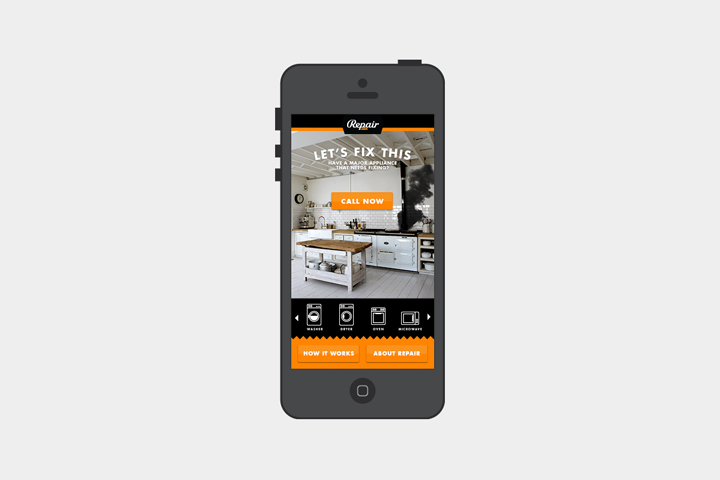 Repair
LET'S FIX THIS
HAVE A MAJOR APPLIANCE
THAT NEEDS FIXING?
CALL NOW
WASHER
DRYER
OVEN
MICROWAVE
HOW IT WORKS
ABOUT REPAIR